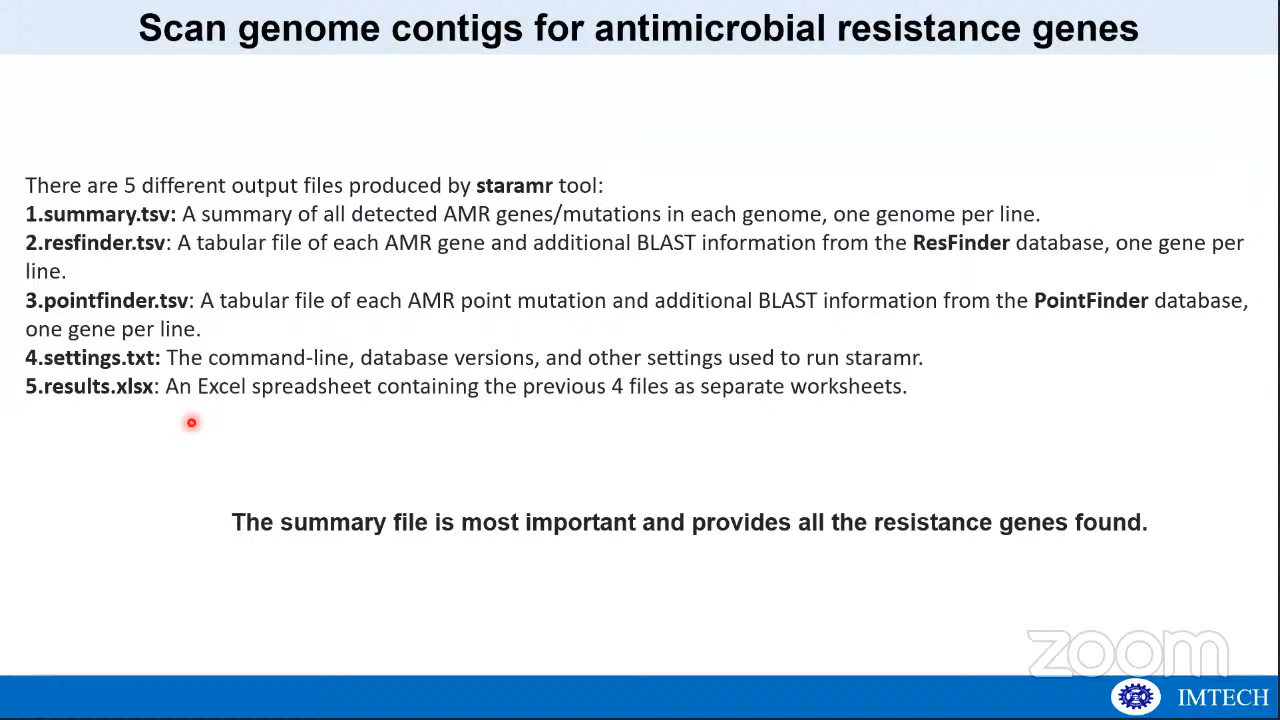 Scan genome contigs for antimicrobial resistance genes
There are 5 different output files produced by staramr tool:
1.summary.tsv: A summary of all detected AMR genes/mutations in each genome, one genome per line.
2.resfinder.tsv: A tabular file of each AMR gene and additional BLAST information from the ResFinder database, one gene per
line.
3.pointfinder.tsv: A tabular file of each AMR point mutation and additional BLAST information from the PointFinder database,
one gene per line.
4.settings.txt: The command-line, database versions, and other settings used to run staramr.
5.results.xlsx: An Excel spreadsheet containing the previous 4 files as separate worksheets.
The summary file is most important and provides all the resistance genes found.
zoom
IMTECH